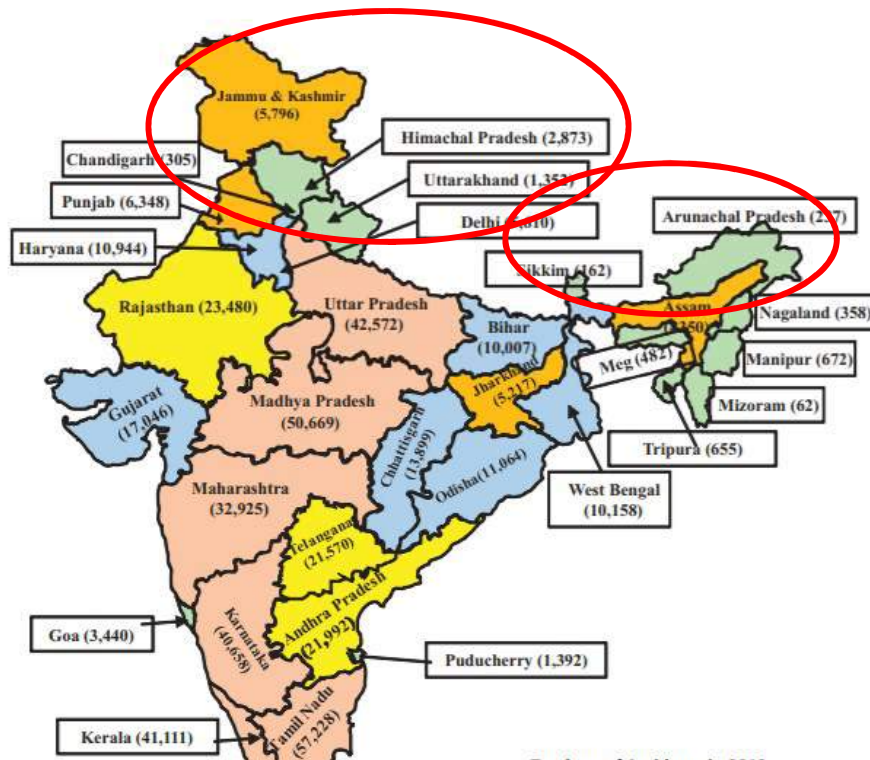 Jammu & Kashmir
(5,796)
Himachal Pradesh (2,873)
Chandigarh (305)
Uttarakhand
Punjab (6,348)
Delhi
Arunachal Pradesh
Haryana (10,944)
Sikkim
Rajasthan (23,480)
Uttar Pradesh
(42,572)
Assam
Nagaland (358)
Bihar
(10,007)
Meg (482)
Manipur (672)
Jharkhand
(5,217)
Gujarat
(17,046)
Madhya Pradesh
(50,669)
Mizoram (62)
Chhattisgarh
(13,899)
Tripura (655)
Odisha(11,064)
Maharashtra
(32,925)
West Bengal
(10,158)
Telangana
(21,570)
Andhra Pradesh
(21,992)
Goa (3,440)
Karnataka
(40,658)
Puducherry (1,392)
Kerala (41,111)
Tamil Nadu
(57,228)